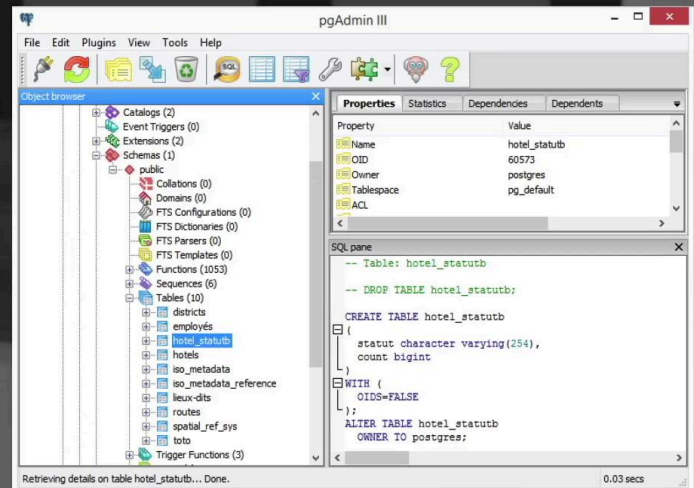 pgAdmin III
File Edit Plugins View Tools Help
SQL
Object browser
Catalogs (2)
Event Triggers (0)
Extensions (2)
Schemas (1)
public
Collations (0)
Domains (0)
FTS Configurations (0)
FTS Dictionaries (0)
FTS Parsers (0)
FTS Templates (0)
Functions (1053)
Sequences (6)
Tables (10)
districts
employés
hotel_statutb
hotels
iso_metadata
iso_metadata_reference
lieux-dits
routes
spatial_ref_sys
toto
Trigger Functions (3)
Properties Statistics Dependencies Dependents
Property Value
Name hotel_statutb
OID 60573
Owner postgres
Tablespace pg_default
ACL
SQL pane
-- Table: hotel_statutb
-- DROP TABLE hotel_statutb;
CREATE TABLE hotel_statutb
(
statut character varying(254),
count bigint
)
WITH (
OIDS=FALSE
);
ALTER TABLE hotel_statutb
OWNER TO postgres;
Retrieving details on table hotel_statutb... Done. 0.03 secs